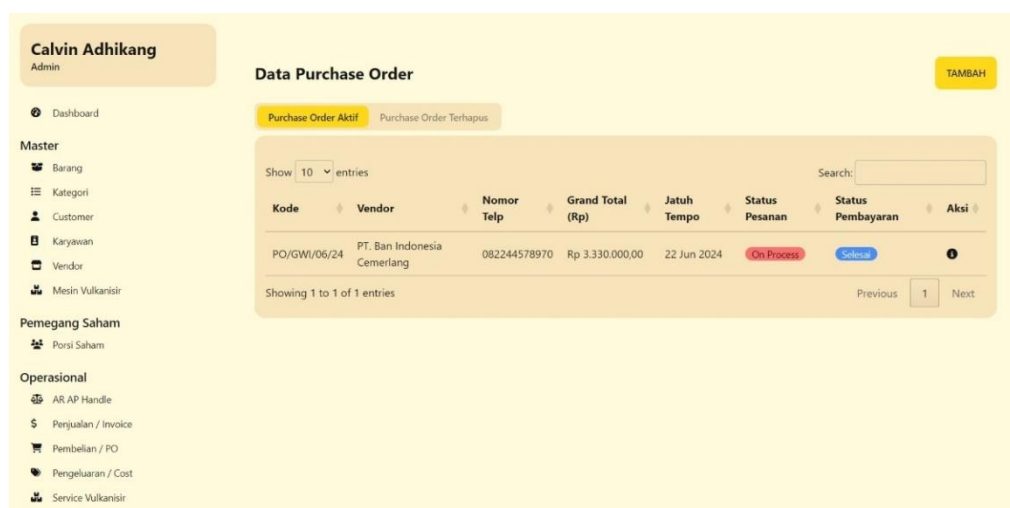 Calvin Adhikang
Admin
Dashboard
Master
Barang
Kategori
Customer
Karyawan
Vendor
Mesin Vulkanisir
Pemegang Saham
Porsi Saham
Operasional
AR AP Handle
Penjualan / Invoice
Pembelian / PO
Pengeluaran / Cost
Service Vulkanisir
Data Purchase Order
TAMBAH
Purchase Order Aktif Purchase Order Terhapus
Show 10 entries Search:
Kode Vendor Nomor Telp Grand Total (Rp) Jatuh Tempo Status Pesanan Status Pembayaran Aksi
PO/GWI/06/24 PT. Ban Indonesia Cemerlang 082244578970 Rp 3.330.000,00 22 Jun 2024 On Process Selesai
Showing 1 to 1 of 1 entries Previous 1 Next